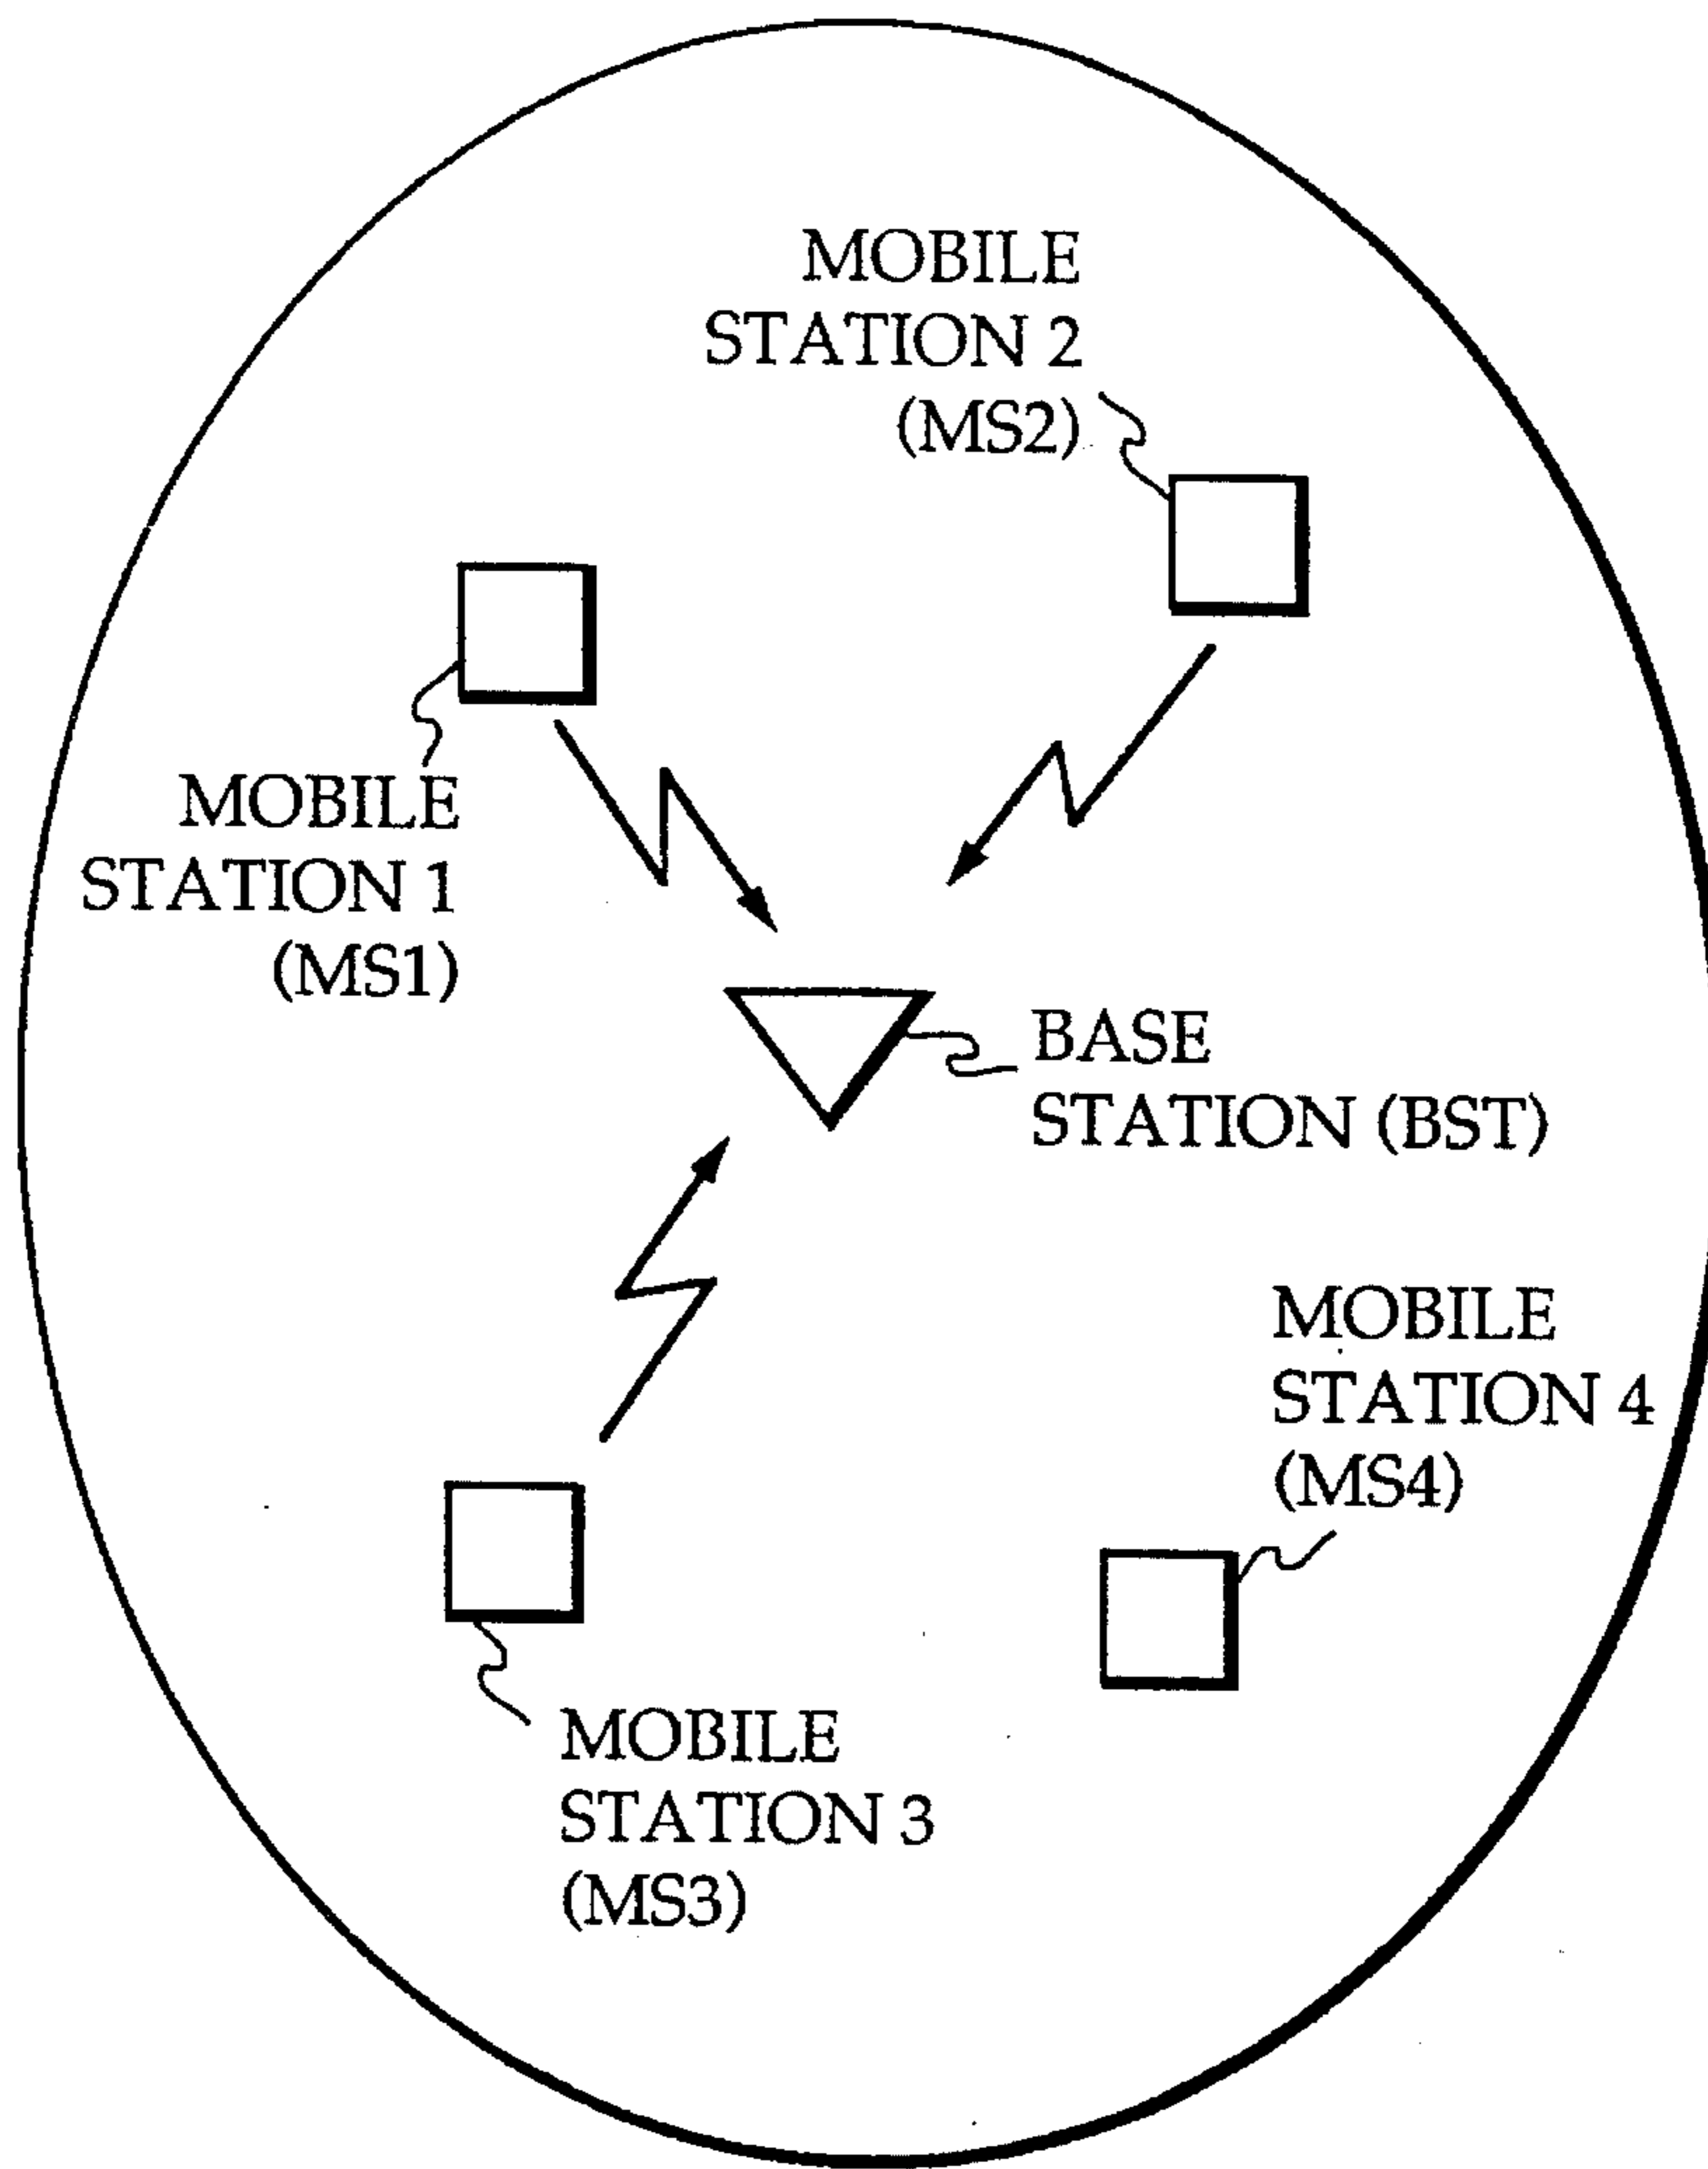 MOBILE
STATION 2
(MS2)
MOBILE
STATION 1
(MS1)
BASE
STATION (BST)
MOBILE
STATION 4
(MS4)
MOBILE
STATION 3
(MS3)